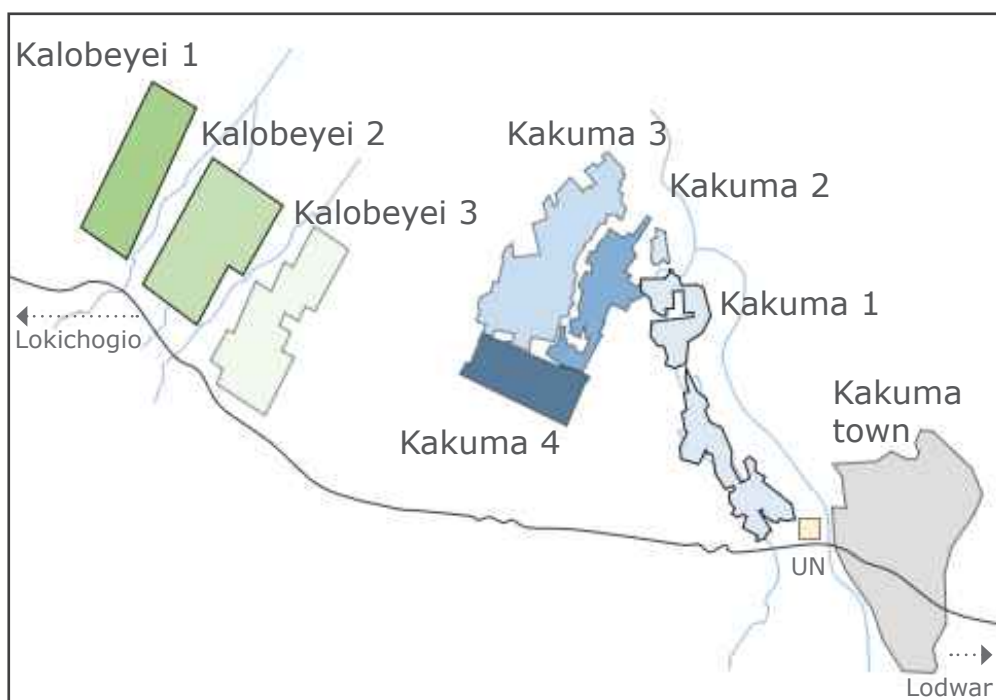 Kalobeyei 1
Kalobeyei 2
Kalobeyei 3
Kakuma 3
Kakuma 2
Kakuma 1
Lokichogio
Kakuma
town
Kakuma 4
UN
Lodwar